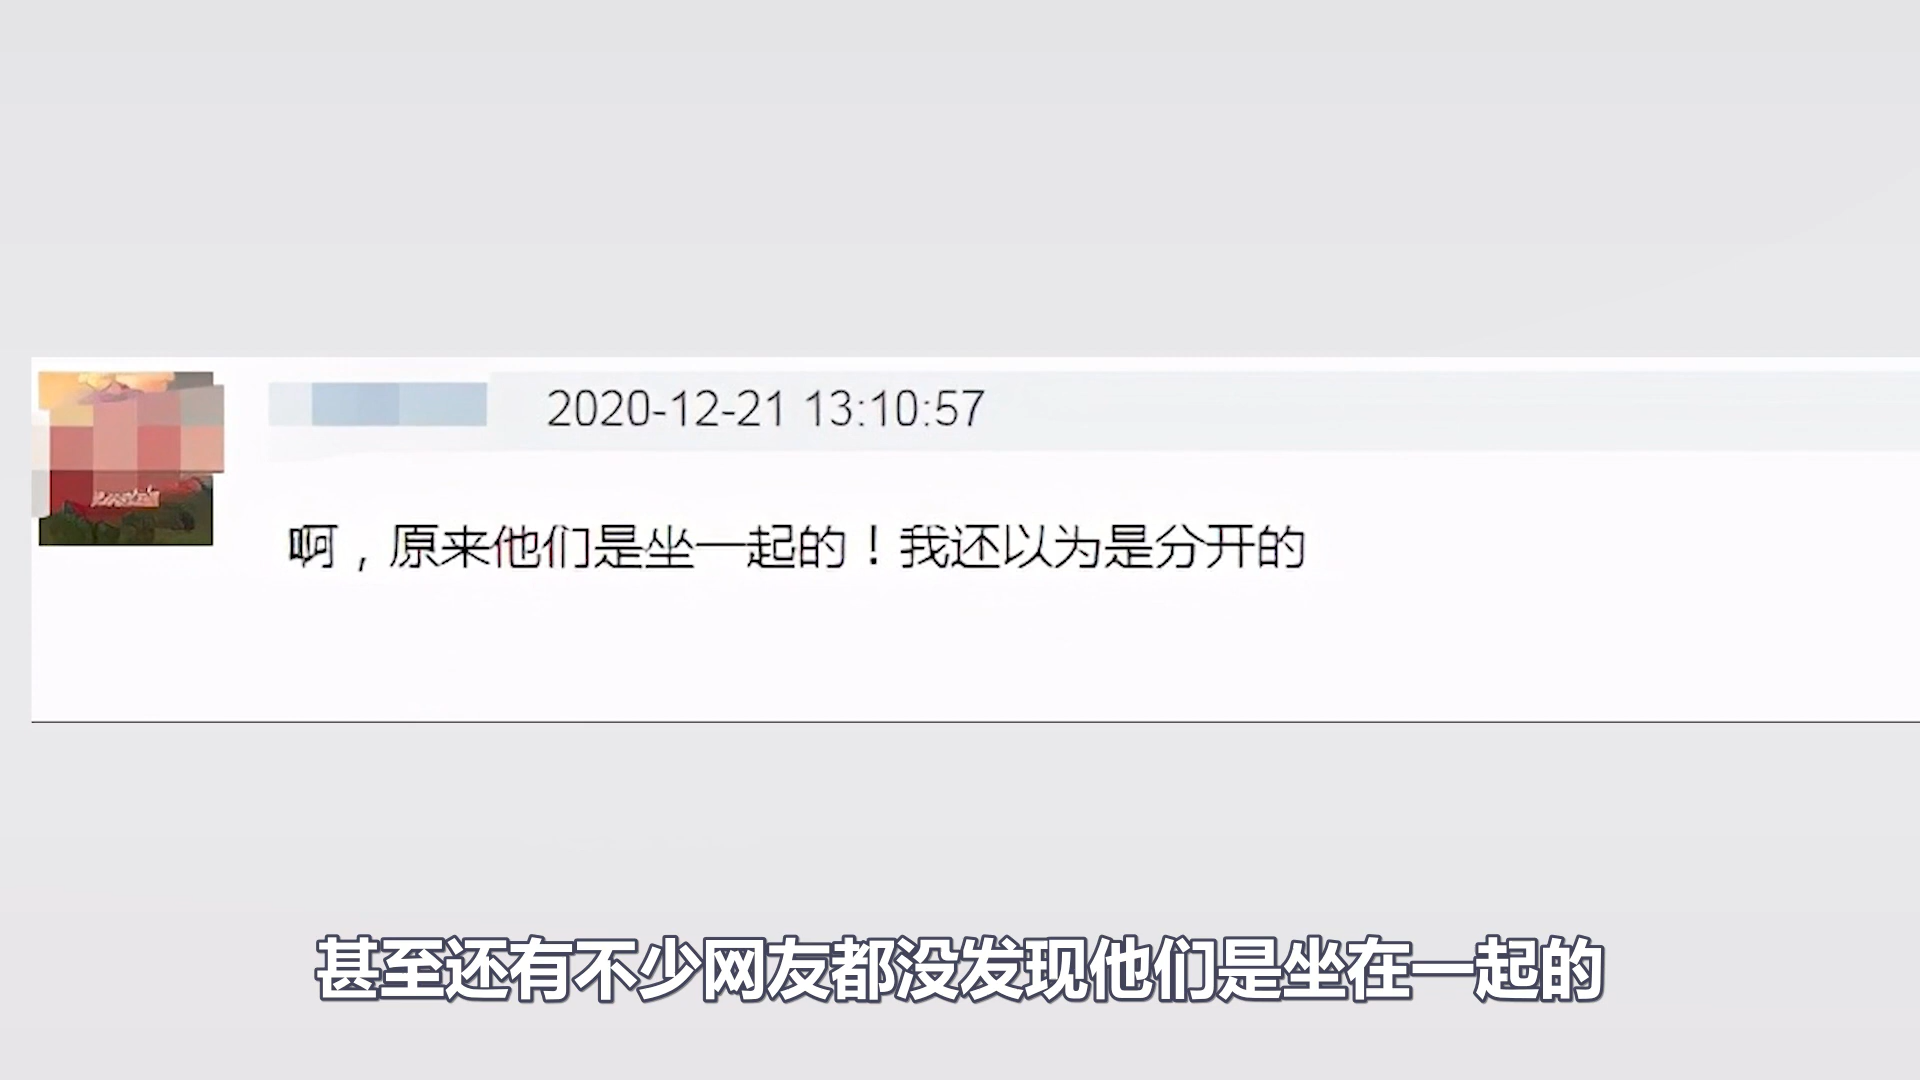 2020-12-21 13:10:57
啊，原来他们是坐一起的！我还以为是分开的
甚至还有不少网友都没发现他们是坐在一起的